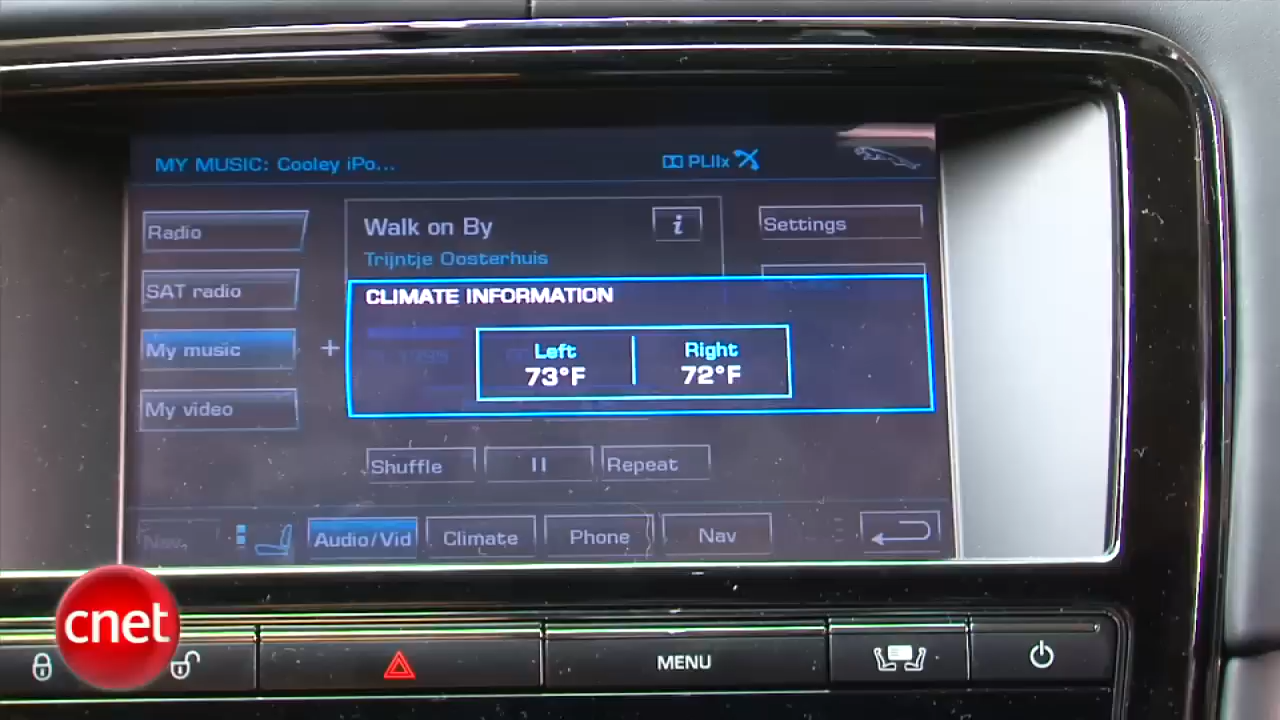 MY MUSIC: Cooley iPo...
PLIIx
Radio
Walk on By
i
Settings
Trijntje Oosterhuis
SAT radio
CLIMATE INFORMATION
My music
+
Left
Right
73°F
72°F
My video
Shuffle
Repeat
Nav
Audio/Vid
Climate
Phone
Nav
cnet
MENU